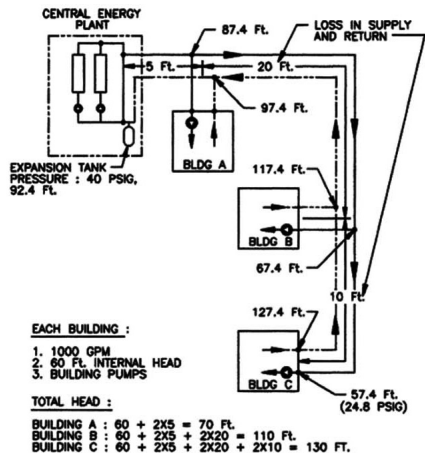 CENTRAL ENERGY
PLANT
87.4 Ft.
LOSS IN SUPPLY
AND RETURN
5 Ft.
20 Ft.
97.4 Ft.
BLDG A
EXPANSION TANK
PRESSURE : 40 PSIG,
92.4 Ft.
117.4 Ft.
BLDG B
67.4 Ft.
10 Ft.
127.4 Ft.
BLDG C
57.4 Ft.
(24.8 PSIG)
EACH BUILDING :
1. 1000 GPM
2. 60 Ft. INTERNAL HEAD
3. BUILDING PUMPS
TOTAL HEAD :
BUILDING A : 60 + 2X5 = 70 Ft.
BUILDING B : 60 + 2X5 + 2X20 = 110 Ft.
BUILDING C : 60 + 2X5 + 2X20 + 2X10 = 130 FT.